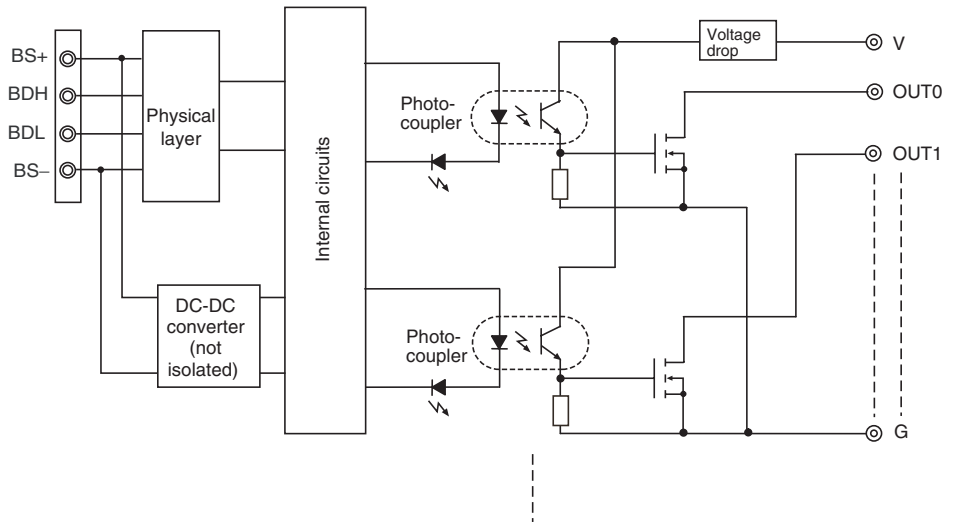 BS+
BDH
BDL
BS–
Physical
layer
DC-DC
converter
(not
isolated)
Internal circuits
Photo-
coupler
Photo-
coupler
Voltage
drop
V
OUT0
OUT1
G